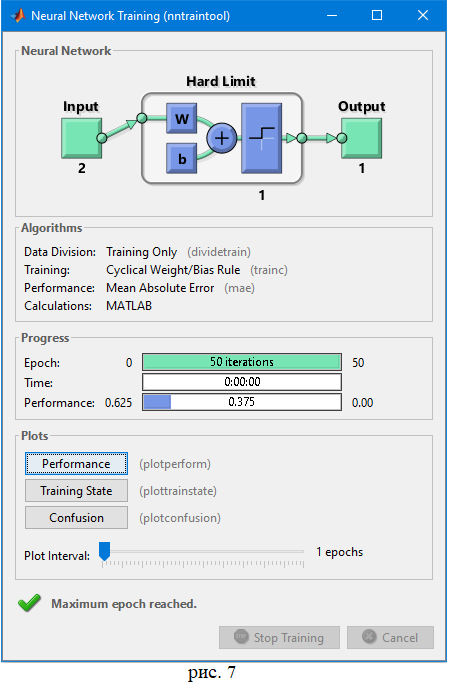 Neural Network Training (nntraintool)
Neural Network
Hard Limit
Input
Output
W
b
+
2
1
1
Algorithms
Data Division: Training Only (dividetrain)
Training: Cyclical Weight/Bias Rule (trainc)
Performance: Mean Absolute Error (mae)
Calculations: MATLAB
Progress
Epoch: 0 50 iterations 50
Time: 0:00:00
Performance: 0.625 0.375 0.00
Plots
Performance (plotperform)
Training State (plottrainstate)
Confusion (plotconfusion)
Plot Interval: 1 epochs
Maximum epoch reached.
Stop Training Cancel
рис. 7